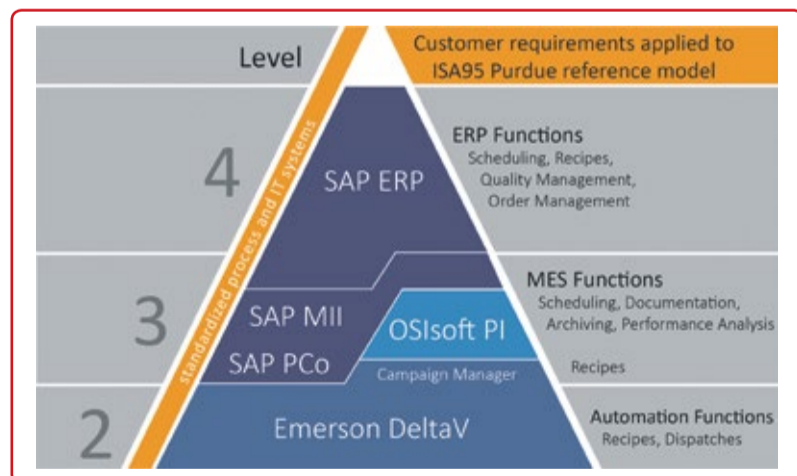 Level
Customer requirements applied to
ISA95 Purdue reference model
standardized process and IT systems
4
SAP ERP
ERP Functions
Scheduling, Recipes,
Quality Management,
Order Management
3
SAP MII
SAP PCo
OSIsoft PI
Campaign Manager
MES Functions
Scheduling, Documentation,
Archiving, Performance Analysis
Recipes
2
Emerson DeltaV
Automation Functions
Recipes, Dispatches